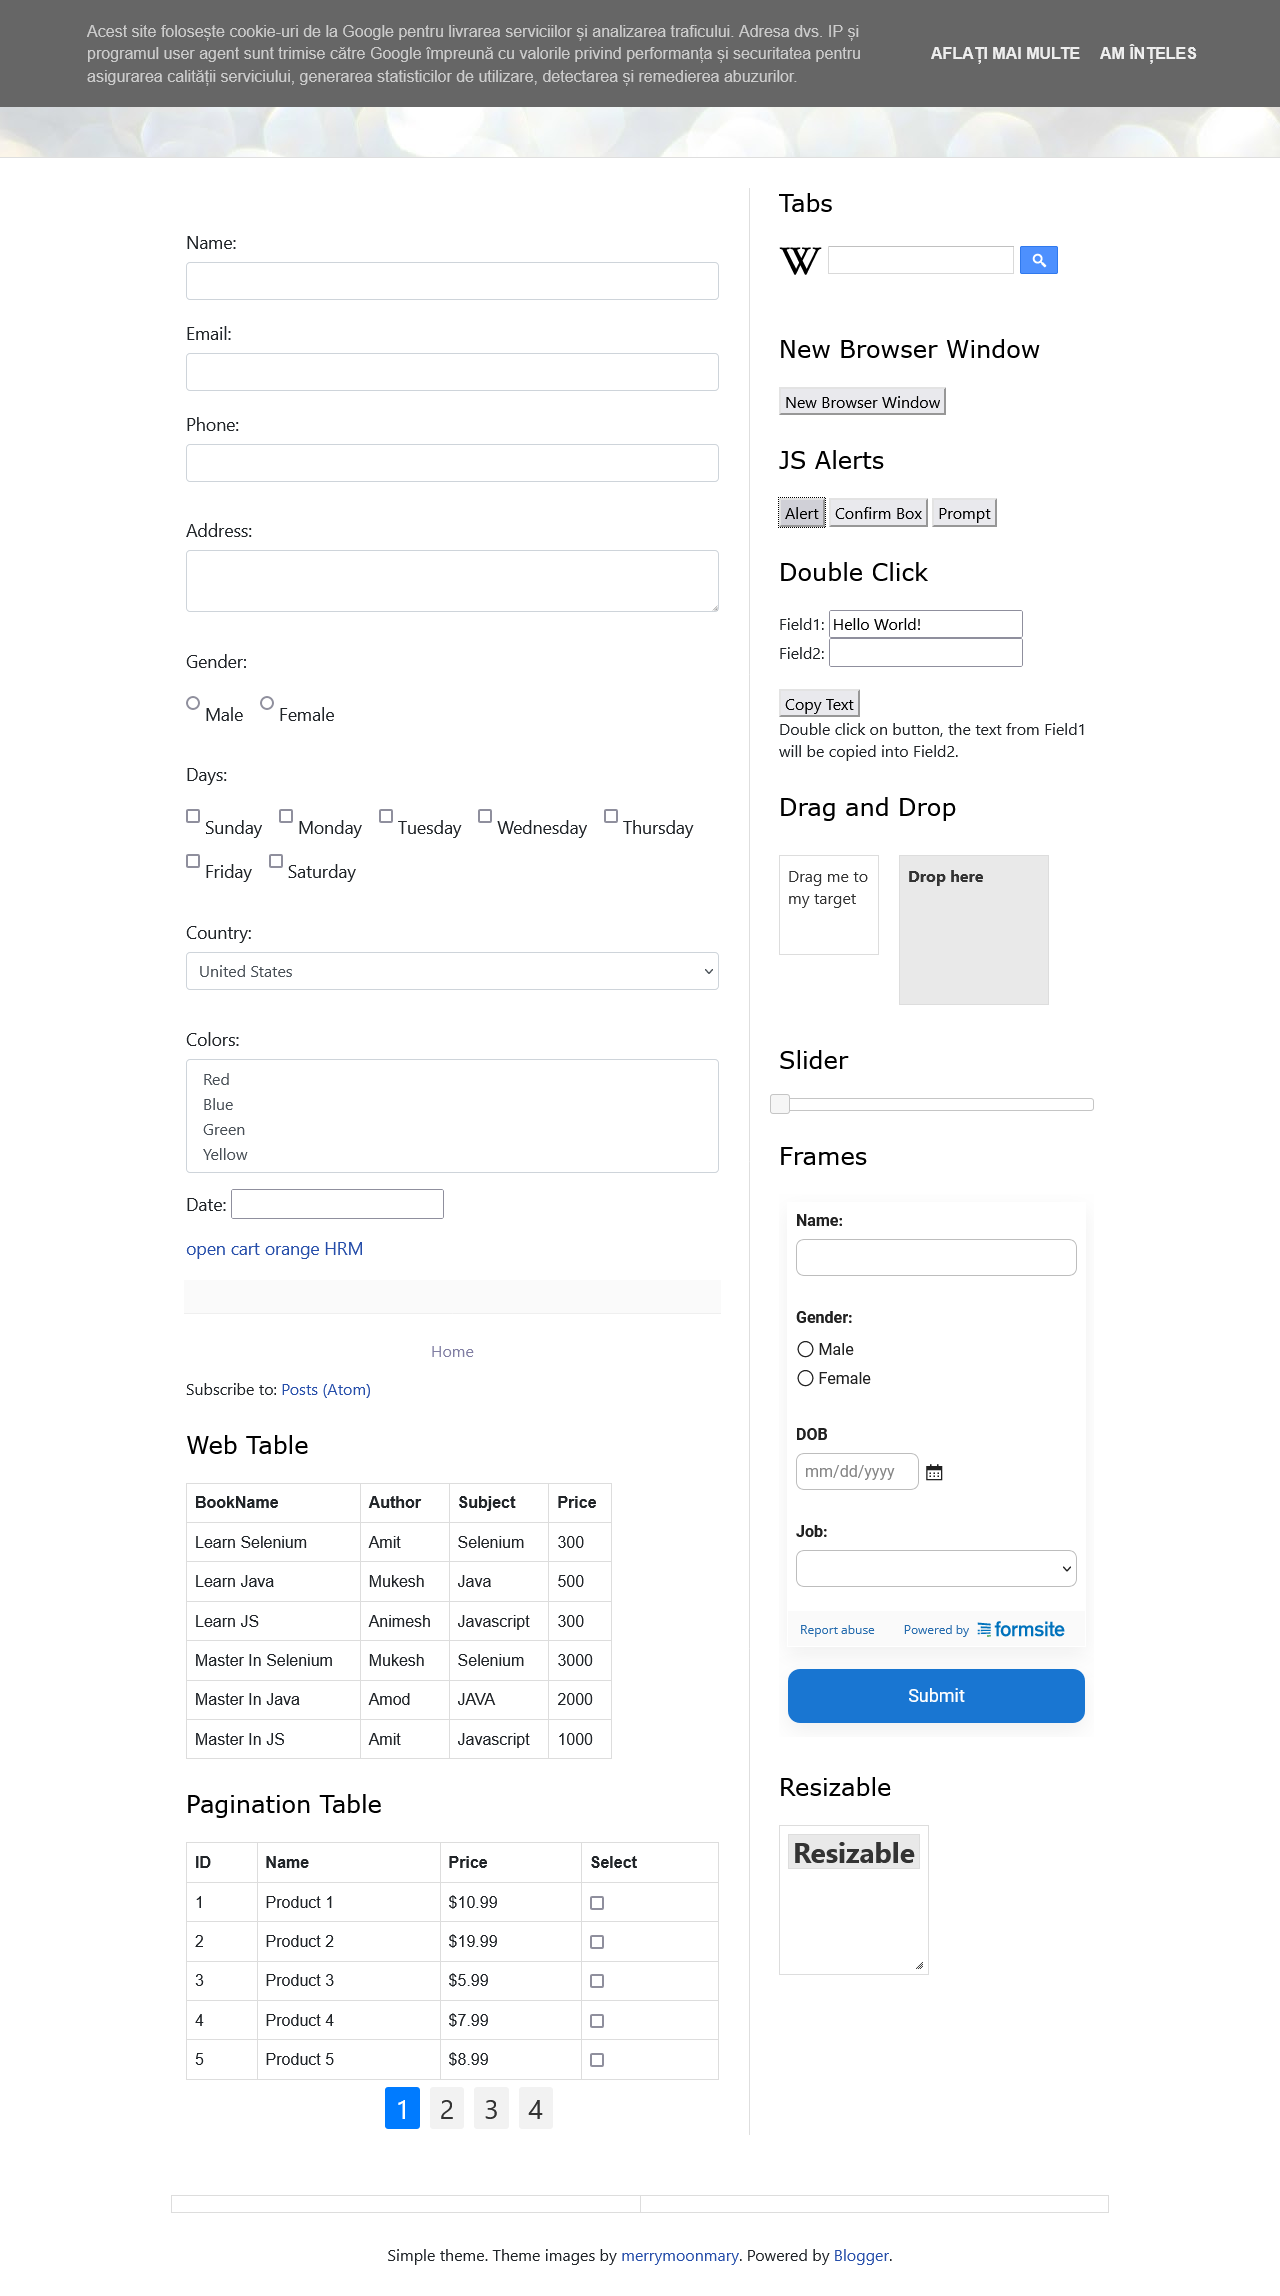 Acest site folosește cookie-uri de la Google pentru livrarea serviciilor și analizarea traficului. Adresa dvs. IP și
programul user agent sunt trimise către Google împreună cu valorile privind performanța și securitatea pentru
asigurarea calității serviciului, generarea statisticilor de utilizare, detectarea și remedierea abuzurilor.
AFLAȚI MAI MULTE AM ÎNȚELES
Name:
Email:
Phone:
Address:
Gender:
Male Female
Days:
Sunday Monday Tuesday Wednesday Thursday
Friday Saturday
Country:
United States
Colors:
Red
Blue
Green
Yellow
Date:
open cart orange HRM
Home
Subscribe to: Posts (Atom)
Web Table
BookName Author Subject Price
Learn Selenium Amit Selenium 300
Learn Java Mukesh Java 500
Learn JS Animesh Javascript 300
Master In Selenium Mukesh Selenium 3000
Master In Java Amod JAVA 2000
Master In JS Amit Javascript 1000
Pagination Table
ID Name Price Select
1 Product 1 $10.99
2 Product 2 $19.99
3 Product 3 $5.99
4 Product 4 $7.99
5 Product 5 $8.99
1 2 3 4
Tabs
W
New Browser Window
New Browser Window
JS Alerts
Alert Confirm Box Prompt
Double Click
Field1: Hello World!
Field2:
Copy Text
Double click on button, the text from Field1
will be copied into Field2.
Drag and Drop
Drag me to
my target
Drop here
Slider
Frames
Name:
Gender:
Male
Female
DOB
mm/dd/yyyy
Job:
Report abuse Powered by formsite
Submit
Resizable
Resizable
Simple theme. Theme images by merrymoonmary. Powered by Blogger.